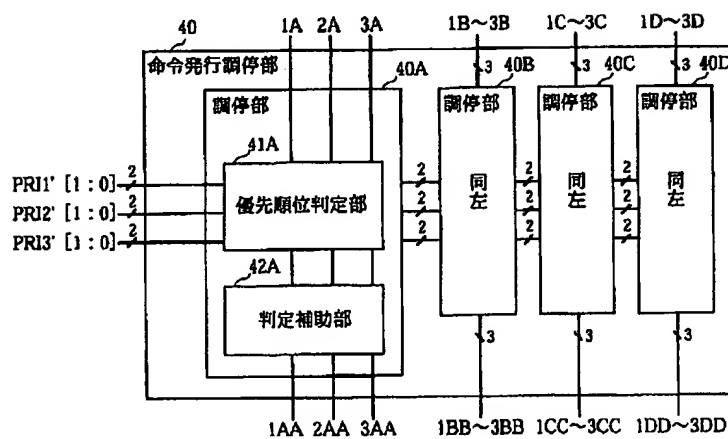 40
1A 2A 3A 1B～3B 1C～3C 1D～3D
命令発行調停部
40A 3 40B 3 40C 3 40D
調停部 調停部 調停部 調停部
41A
PRI1' [1:0] 2
PRI2' [1:0] 2
PRI3' [1:0] 2
優先順位判定部
2 2 2
2 2 2
2 2 2
同左 同左 同左
42A
判定補助部
3 3 3
1AA 2AA 3AA 1BB～3BB 1CC～3CC 1DD～3DD